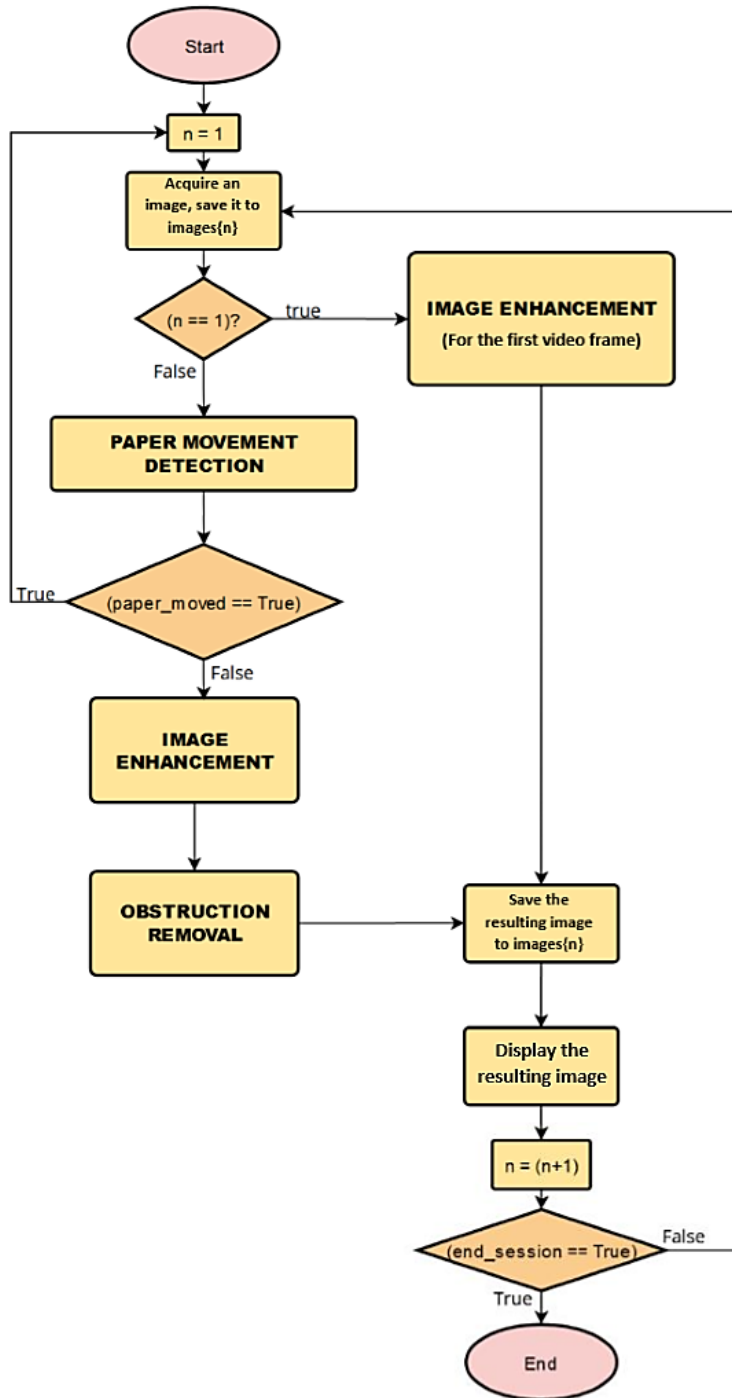 Start
n = 1
Acquire an
image, save it to
images{n}
(n == 1)?
true
IMAGE ENHANCEMENT
(For the first video frame)
False
PAPER MOVEMENT
DETECTION
True
(paper_moved == True)
False
IMAGE
ENHANCEMENT
OBSTRUCTION
REMOVAL
Save the
resulting image
to images{n}
Display the
resulting image
n = (n+1)
(end_session == True)
False
True
End